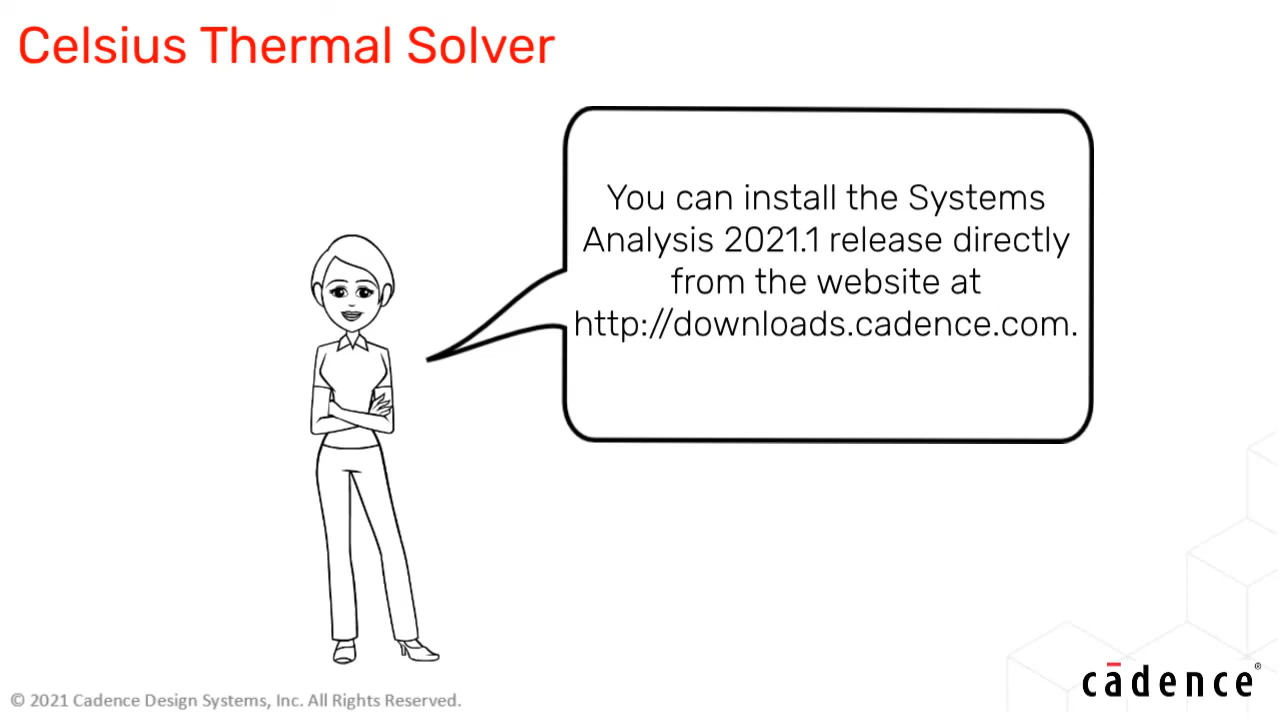 Celsius Thermal Solver
You can install the Systems
Analysis 2021.1 release directly
from the website at
http://downloads.cadence.com.
© 2021 Cadence Design Systems, Inc. All Rights Reserved.
cādence®